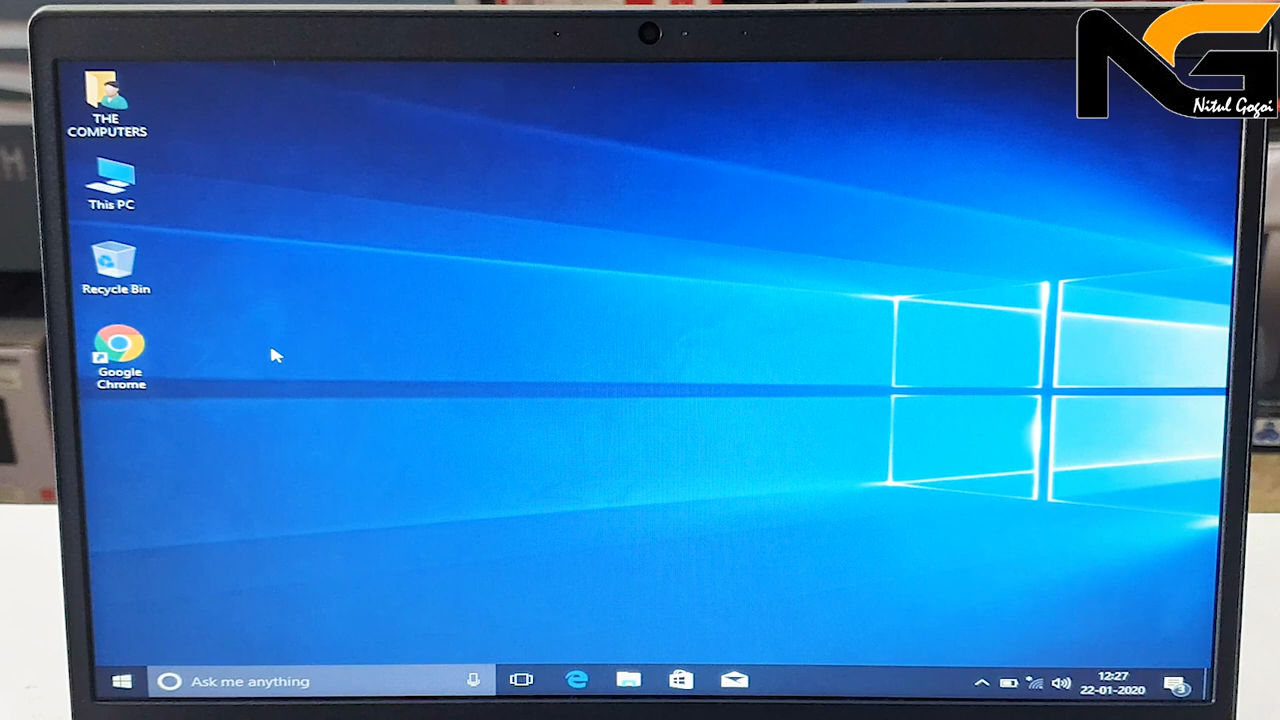 NG
Nitul Gogoi
THE
COMPUTERS
This PC
Recycle Bin
Google
Chrome
H
Ask me anything
12:27
22-01-2020
3